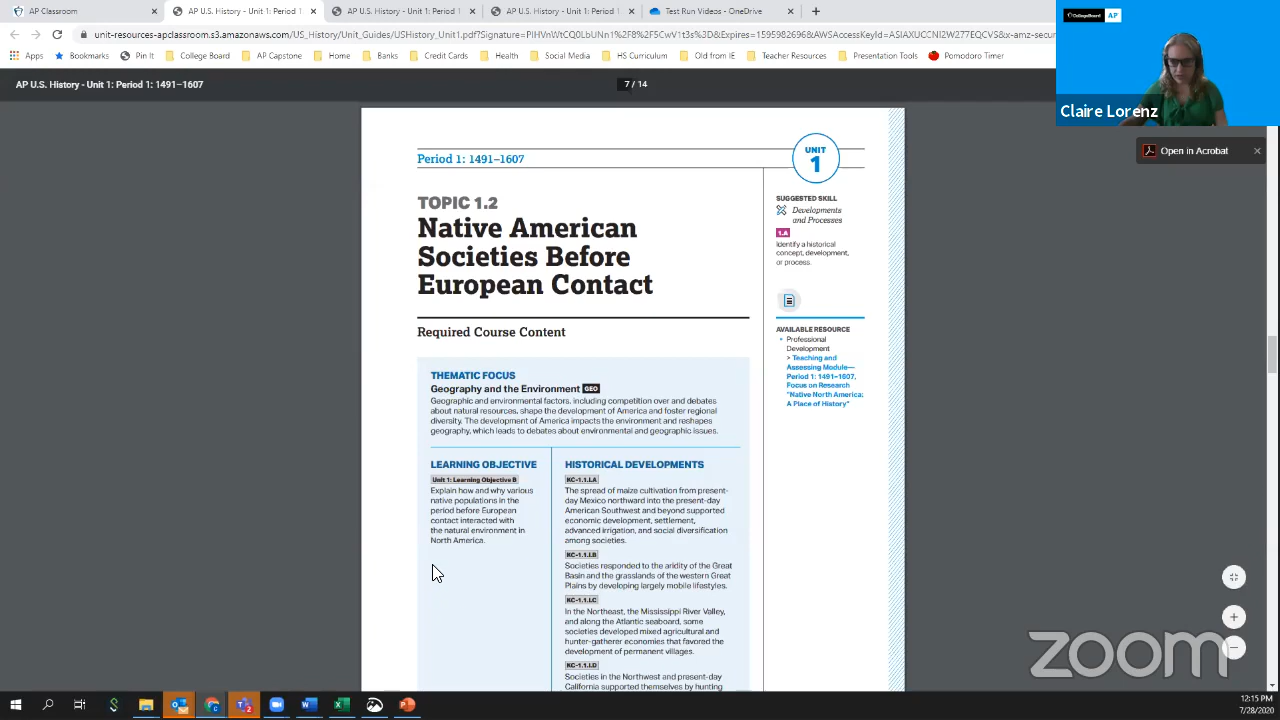 AP Classroom
US_History_Unit 1: Period 1
US_History_Unit 1: Period 1
US_History_Unit 1: Period 1
Test Run Videos - OneDrive
Apps
Bookmarks
Pin It
College Board
AP Courses
Home
Banks
Credit Cards
Health
Social Media
HS Curriculum
Old from IE
Teacher Resources
Presentation Tools
Pomodoro Timer
AP U.S. History - Unit 1: Period 1: 1491–1607
7 / 14
CollegeBoard AP
Claire Lorenz
Open in Acrobat
Period 1: 1491–1607
UNIT
1
TOPIC 1.2
Native American
Societies Before
European Contact
Required Course Content
THEMATIC FOCUS
Geography and the Environment GEO
Geographic and environmental factors, including competition over and debates
about natural resources, shape the development of America and foster regional
diversity. The development of America impacts the environment and reshapes
geography, which leads to debates about environmental and geographic issues.
LEARNING OBJECTIVE
Unit 1: Learning Objective B
Explain how and why various
native populations in the
period before European
contact interacted with
the natural environment in
North America.
HISTORICAL DEVELOPMENTS
KC-1.1.I.A
The spread of maize cultivation from present-
day Mexico northward into the present-day
American Southwest and beyond supported
economic development, settlement,
advanced irrigation, and social diversification
among societies.
KC-1.1.I.B
Societies responded to the aridity of the Great
Basin and the grasslands of the western Great
Plains by developing largely mobile lifestyles.
KC-1.1.I.C
In the Northeast, the Mississippi River Valley,
and along the Atlantic seaboard, some
societies developed mixed agricultural and
hunter-gatherer economies that favored the
development of permanent villages.
KC-1.1.I.D
Societies in the Northwest and present-day
California supported themselves by hunting
SUGGESTED SKILL
Developments
and Processes
1.A
Identify a historical
concept, development,
or process.
AVAILABLE RESOURCE
Professional
Development
> Teaching and
Assessing Module—
Period 1: 1491–1607,
Focus on Research
"Native North America:
A Place of History"
zoom
12:15 PM
7/28/2020